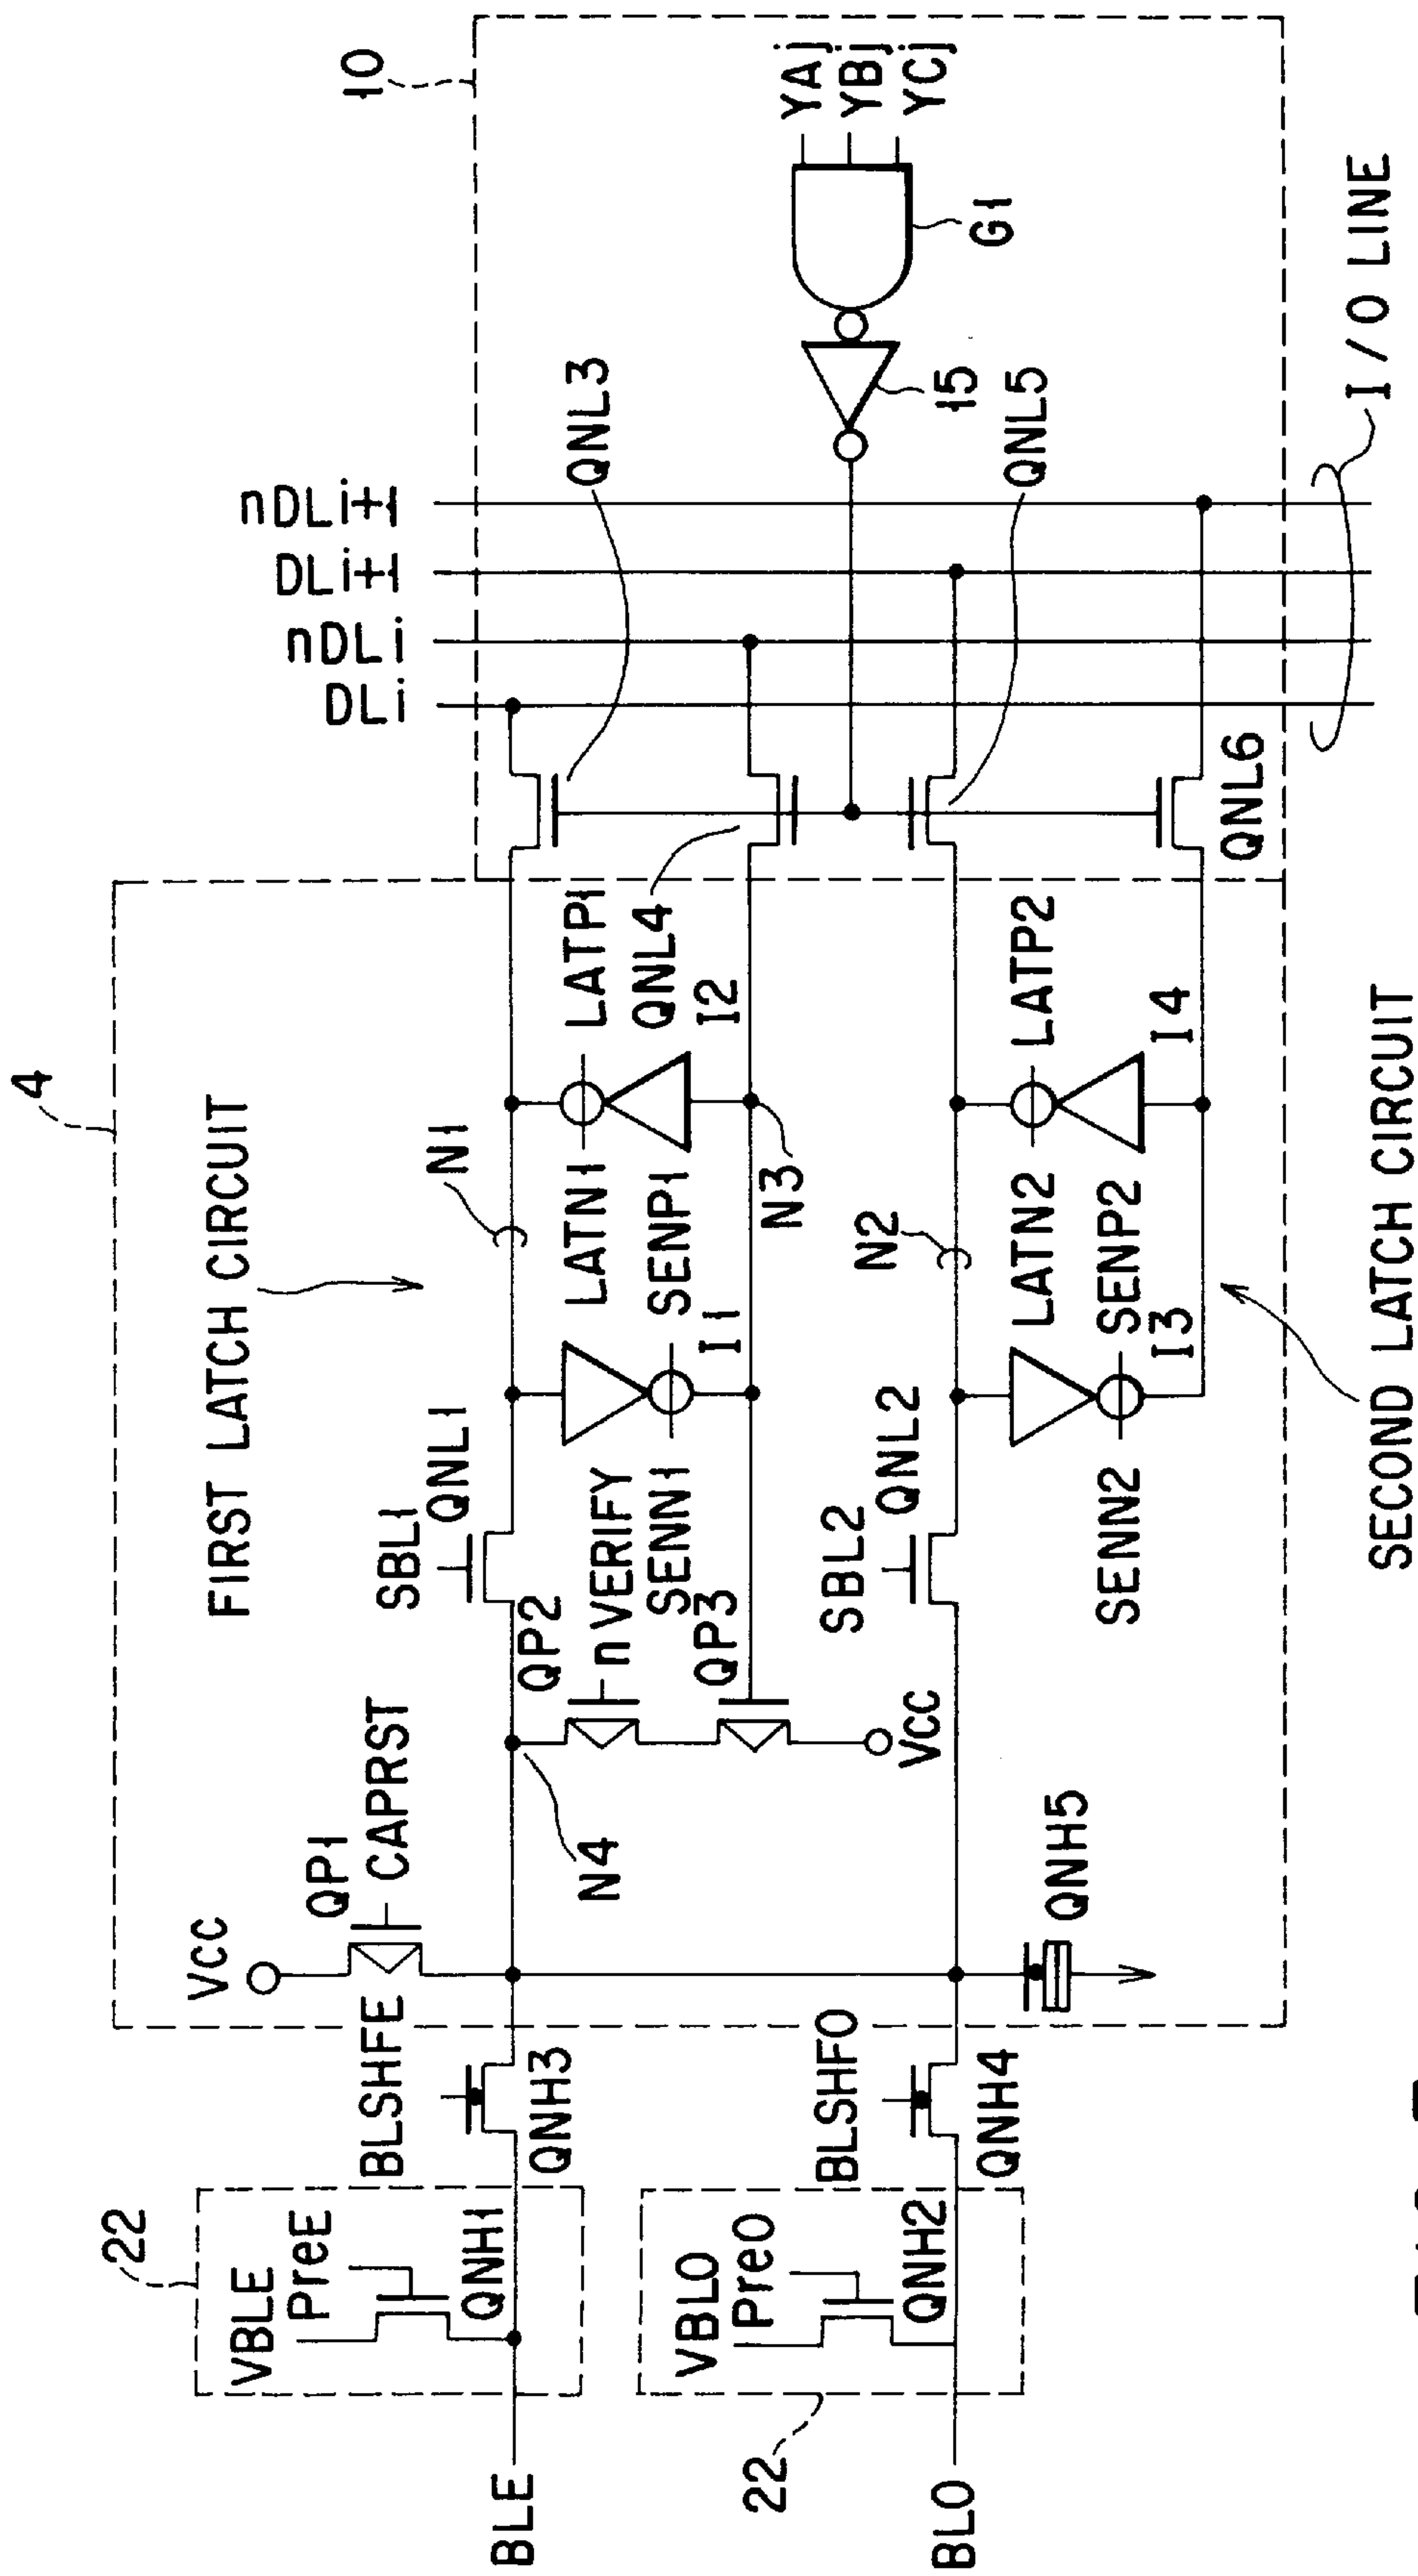 10
YAj
YBj
YCj
G1
I5
QNL3
QNL5
QNL6
I/O LINE
nDLi+1
DLi+1
nDLi
DLi
4
FIRST LATCH CIRCUIT
N1
LATP1
QNL4
I2
LATN1
SENP1
I1
N3
N2
LATP2
I4
LATN2
SENP2
I3
SECOND LATCH CIRCUIT
SBL1
QNL1
QP2
nVERIFY
SENN1
QP3
SBL2
QNL2
SENN2
Vcc
QP1
CAPRST
N4
Vcc
QNH5
BLSHFE
QNH3
BLSHFO
QNH4
22
VBLE
PreE
QNH1
VBLO
PreO
QNH2
22
BLE
BLO